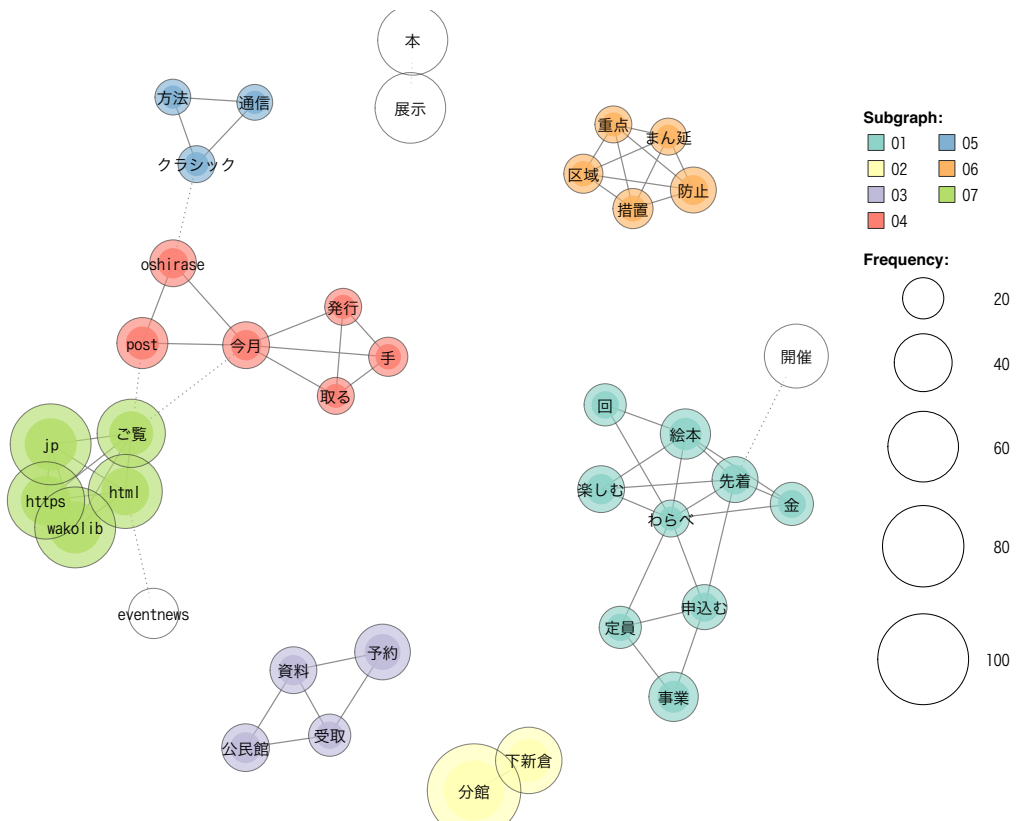 本
展示
方法
通信
クラシック
重点
まん延
区域
防止
措置
Subgraph:
01
05
02
06
03
07
04
Frequency:
20
40
60
80
100
oshirase
post
今月
発行
手
取る
jp
ご覧
https
html
wakolib
eventnews
開催
回
絵本
楽しむ
先着
金
わらべ
定員
申込む
事業
資料
予約
公民館
受取
下新倉
分館